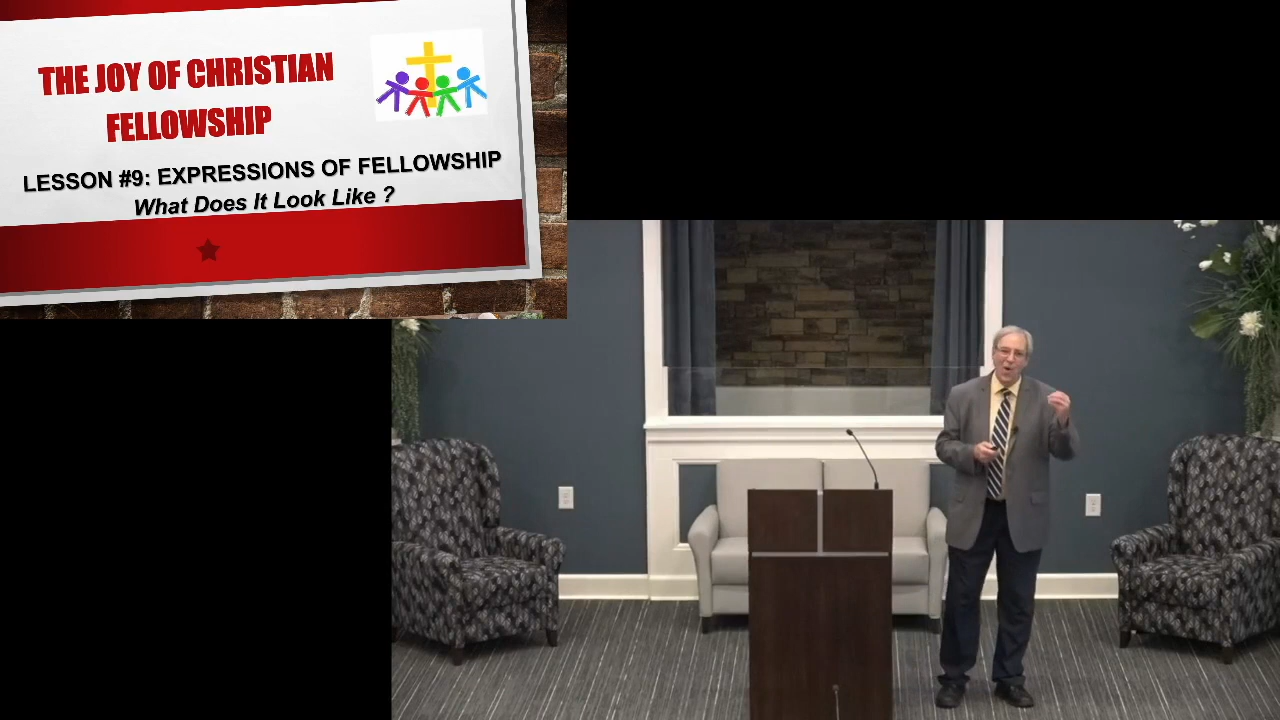 THE JOY OF CHRISTIAN
FELLOWSHIP
LESSON #9: EXPRESSIONS OF FELLOWSHIP
What Does It Look Like ?